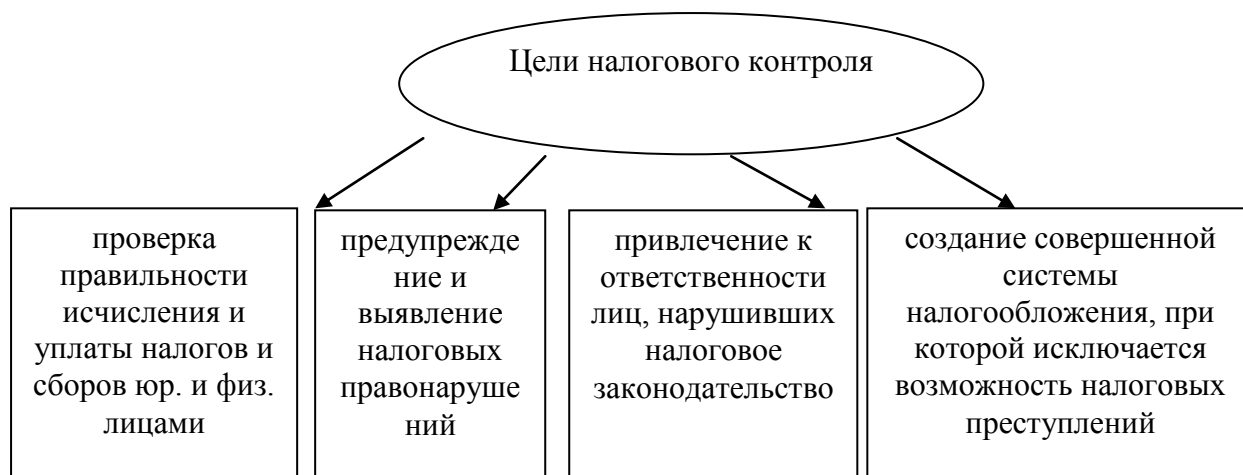 Цели налогового контроля
проверка
правильности
исчисления и
уплаты налогов и
сборов юр. и физ.
лицами
предупрежде
ние и
выявление
налоговых
правонаруше
ний
привлечение к
ответственности
лиц, нарушивших
налоговое
законодательство
создание совершенной
системы
налогообложения, при
которой исключается
возможность налоговых
преступлений